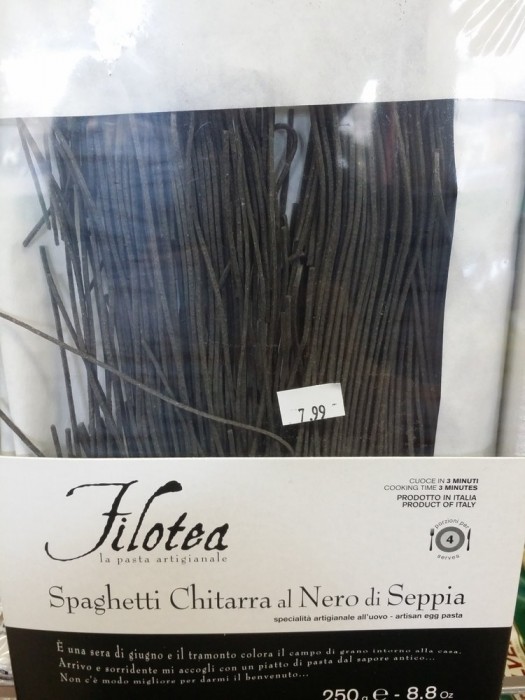 7.99
Filotea
la pasta artigianale
CUOCE IN 3 MINUTI
COOKING TIME 3 MINUTES
PRODOTTO IN ITALIA
PRODUCT OF ITALY
porzioni per
4
serves
Spaghetti Chitarra al Nero di Seppia
specialità artigianale all'uovo - artisan egg pasta
È una sera di giugno e il tramonto colora il campo di grano intorno alla casa.
Arrivo e sorridente mi accogli con un piatto di pasta dal sapore antico...
Non c'è modo migliore per darmi il benvenuto...
250 g e - 8.8 oz